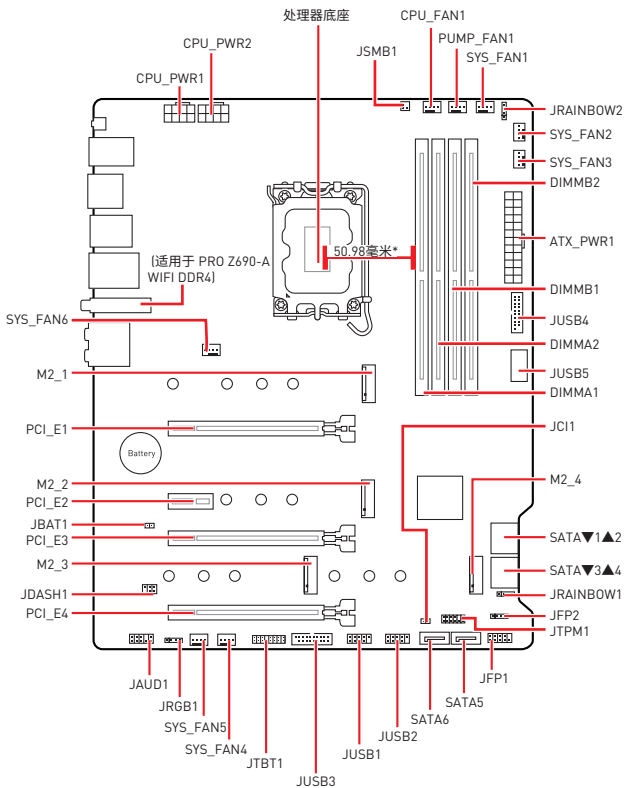 处理器底座
CPU_FAN1
PUMP_FAN1
SYS_FAN1
CPU_PWR2
JSMB1
CPU_PWR1
JRAINBOW2
SYS_FAN2
SYS_FAN3
DIMMB2
50.98毫米*
ATX_PWR1
(适用于 PRO Z690-A
WIFI DDR4)
DIMMB1
SYS_FAN6
JUSB4
DIMMA2
M2_1
JUSB5
DIMMA1
PCI_E1
JCI1
Battery
M2_2
M2_4
PCI_E2
JBAT1
PCI_E3
SATA▼1▲2
M2_3
SATA▼3▲4
JDASH1
JRAINBOW1
PCI_E4
JFP2
JTPM1
JAUD1
JFP1
JRGB1
SATA5
SYS_FAN5
SATA6
SYS_FAN4
JUSB2
JTBT1
JUSB1
JUSB3